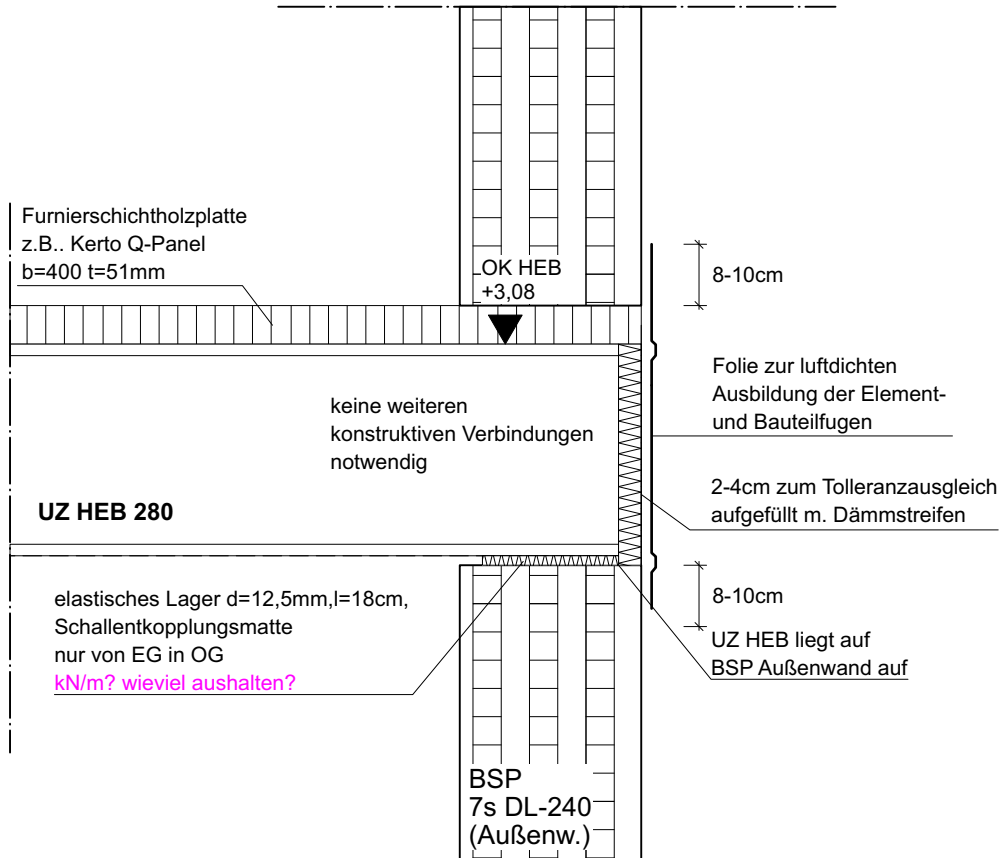 Furnierschichtholzplatte
z.B.. Kerto Q-Panel
b=400 t=51mm
OK HEB
+3,08
8-10cm
Folie zur luftdichten
Ausbildung der Element-
und Bauteilfugen
keine weiteren
konstruktiven Verbindungen
notwendig
UZ HEB 280
2-4cm zum Tolleranzausgleich
aufgefüllt m. Dämmstreifen
elastisches Lager d=12,5mm,l=18cm,
Schallentkopplungsmatte
nur von EG in OG
kN/m? wieviel aushalten?
8-10cm
UZ HEB liegt auf
BSP Außenwand auf
BSP
7s DL-240
(Außenw.)